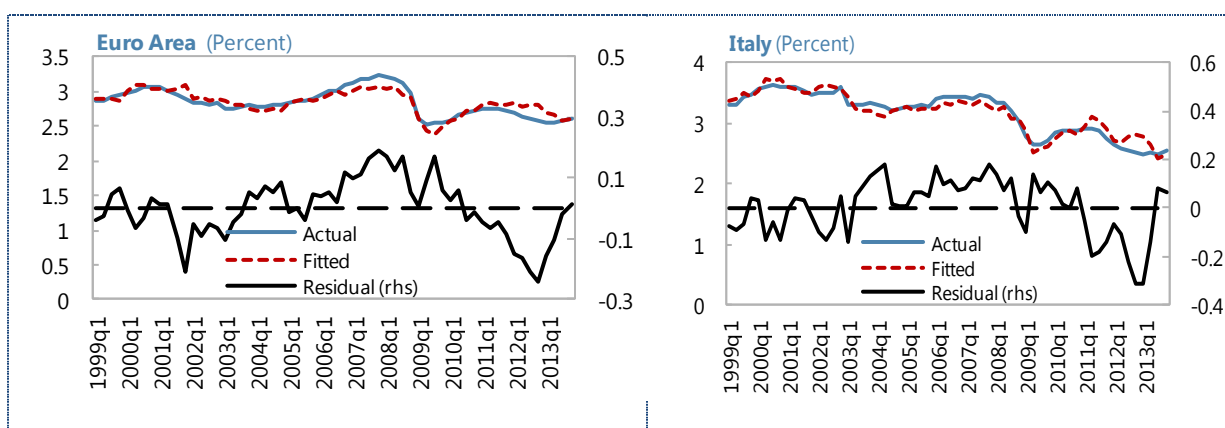 Euro Area (Percent)
3.5
3
2.5
2
1.5
1
0.5
0
0.5
0.3
0.1
-0.1
-0.3
Actual
Fitted
Residual (rhs)
1999q1
2000q1
2001q1
2002q1
2003q1
2004q1
2005q1
2006q1
2007q1
2008q1
2009q1
2010q1
2011q1
2012q1
2013q1
Italy (Percent)
4
3
2
1
0
0.6
0.4
0.2
0
-0.2
-0.4
Actual
Fitted
Residual (rhs)
1999q1
2000q1
2001q1
2002q1
2003q1
2004q1
2005q1
2006q1
2007q1
2008q1
2009q1
2010q1
2011q1
2012q1
2013q1